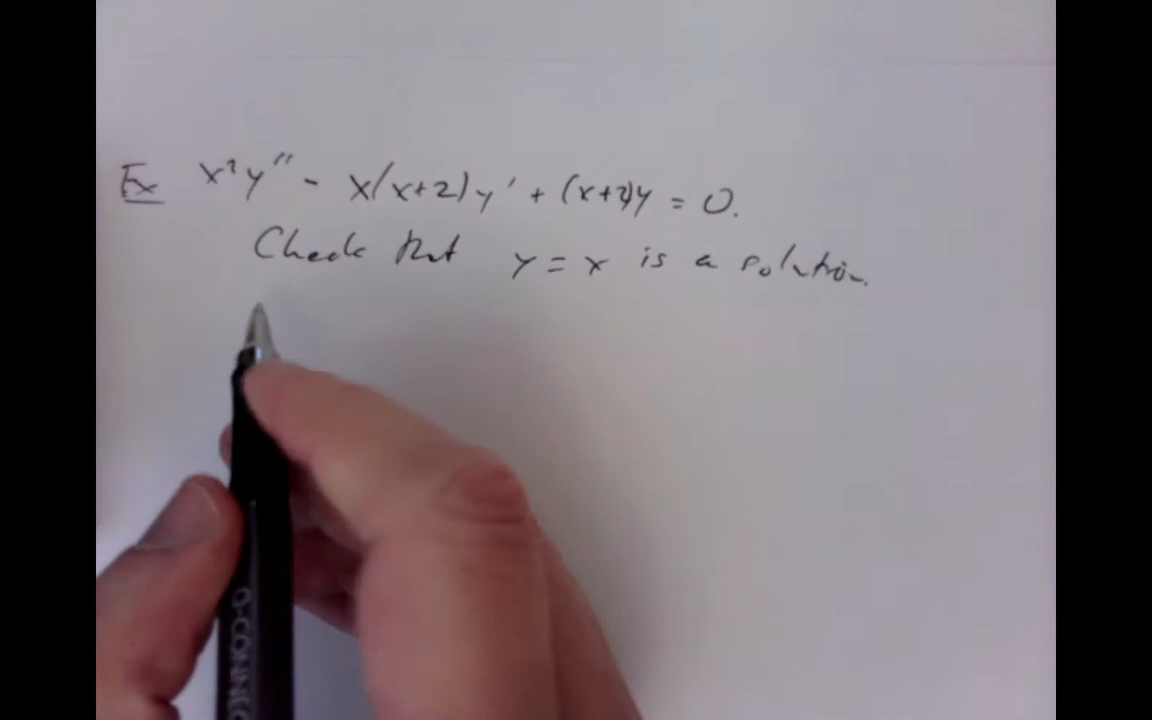 Ex x²y'' - x(x+2)y' + (x+2)y = 0.
Check that y = x is a solution.